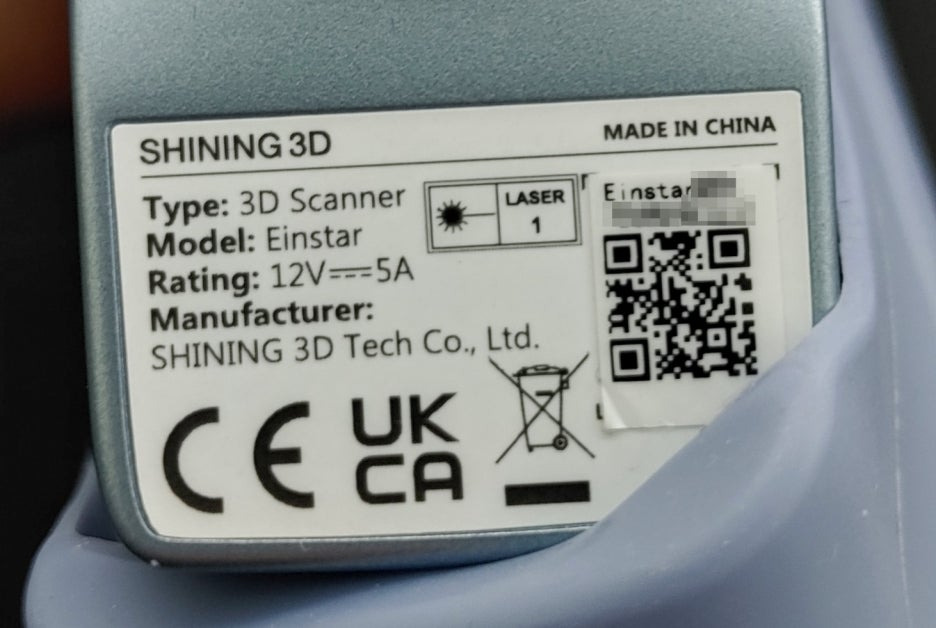 SHINING 3D
MADE IN CHINA
Type: 3D Scanner
Model: Einstar
Rating: 12V⎓5A
Manufacturer:
SHINING 3D Tech Co., Ltd.
LASER
1
Einstar
CE
UK
CA